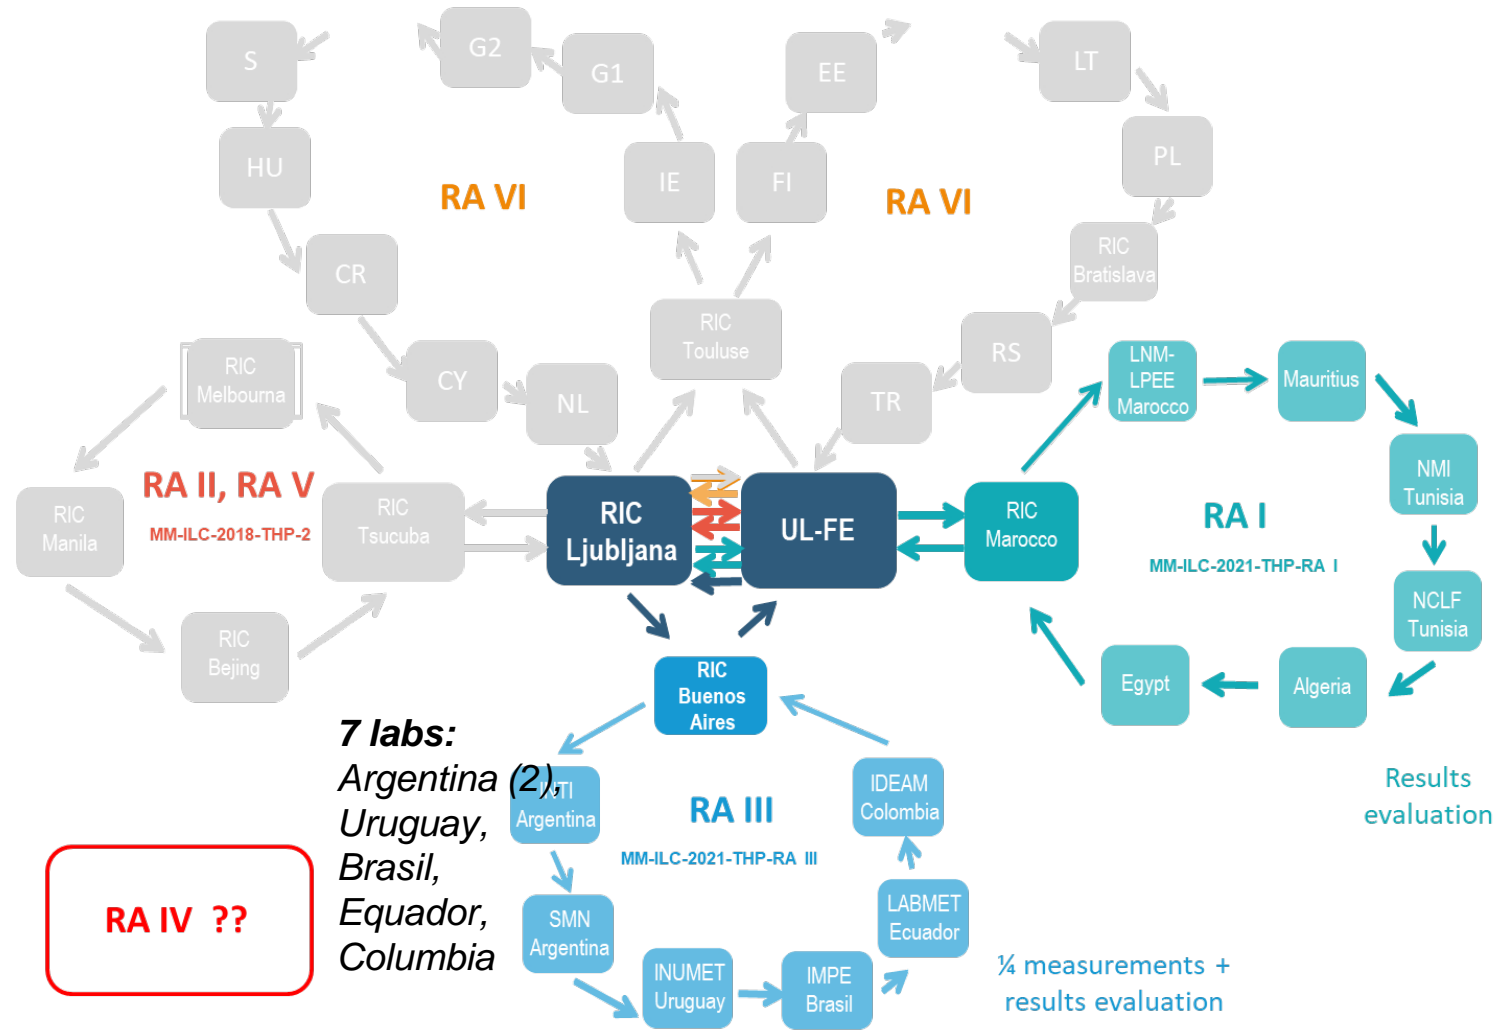 S
G2
G1
EE
LT
HU
IE
FI
PL
RA VI
RA VI
CR
RIC
Bratislava
RIC
Touluse
RS
RIC
Melbourna
CY
NL
TR
LNM-
LPEE
Marocco
Mauritius
RA II, RA V
MM-ILC-2018-THP-2
RIC
Manila
RIC
Tsucuba
RIC
Ljubljana
UL-FE
RIC
Marocco
RA I
MM-ILC-2021-THP-RA I
NMI
Tunisia
NCLF
Tunisia
RIC
Bejing
RIC
Buenos
Aires
Egypt
Algeria
7 labs:
Argentina (2),
Uruguay,
Brasil,
Equador,
Columbia
INTI
Argentina
RA III
MM-ILC-2021-THP-RA III
IDEAM
Colombia
Results
evaluation
RA IV ??
SMN
Argentina
LABMET
Ecuador
INUMET
Uruguay
IMPE
Brasil
¼ measurements +
results evaluation